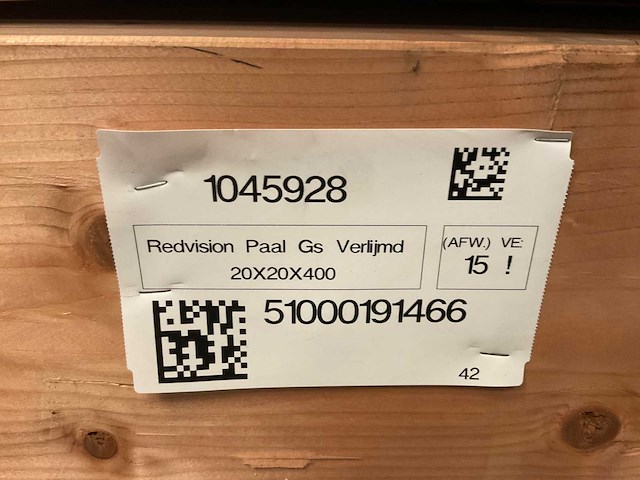 1045928
Redvision Paal Gs Verlijmd
20X20X400
(AFW.) VE:
15 !
51000191466
42